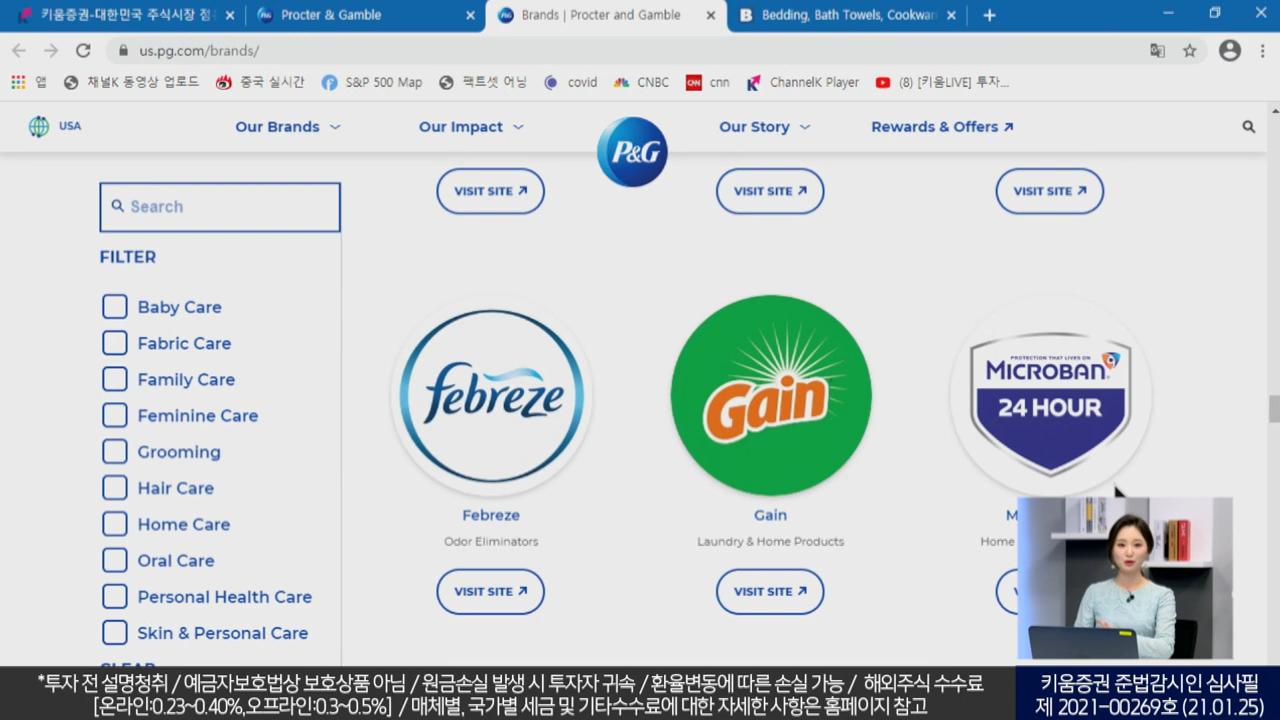 키움증권-대한민국 주식시장 점
Procter & Gamble
Brands | Procter and Gamble
Bedding, Bath Towels, Cookwar
us.pg.com/brands/
앱
채널K 동영상 업로드
중국 실시간
S&P 500 Map
팩트셋 어닝
covid
CNBC
cnn
ChannelK Player
(8) [키움LIVE] 투자...
USA
Our Brands
Our Impact
P&G
Our Story
Rewards & Offers
VISIT SITE
VISIT SITE
VISIT SITE
Search
FILTER
Baby Care
Fabric Care
Family Care
Feminine Care
Grooming
Hair Care
Home Care
Oral Care
Personal Health Care
Skin & Personal Care
CLEAR
febreze
Gain
PROTECTION THAT LIVES ON
MICROBAN
24 HOUR
Febreze
Gain
M
Odor Eliminators
Laundry & Home Products
Home
VISIT SITE
VISIT SITE
*투자 전 설명청취 / 예금자보호법상 보호상품 아님 / 원금손실 발생 시 투자자 귀속 / 환율변동에 따른 손실 가능 / 해외주식 수수료
[온라인:0.23~0.40%,오프라인:0.3~0.5%] / 매체별, 국가별 세금 및 기타수수료에 대한 자세한 사항은 홈페이지 참고
키움증권 준법감시인 심사필
제 2021-00269호 (21.01.25)